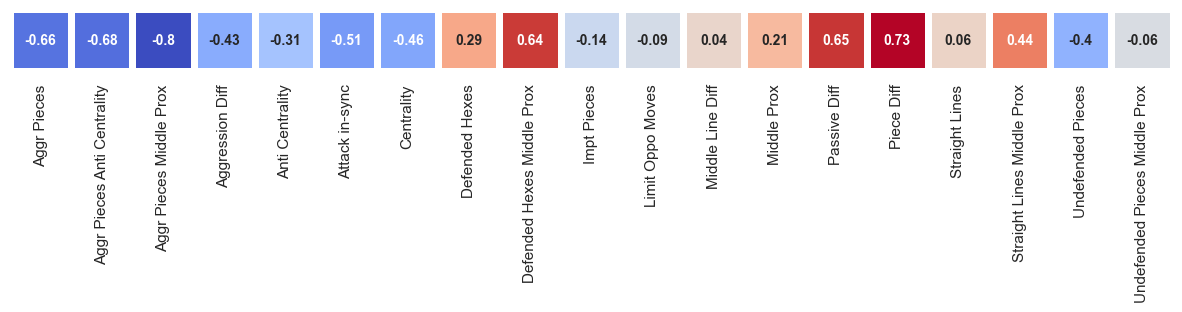 -0.66 -0.68 -0.8 -0.43 -0.31 -0.51 -0.46 0.29 0.64 -0.14 -0.09 0.04 0.21 0.65 0.73 0.06 0.44 -0.4 -0.06
Aggr Pieces
Aggr Pieces Anti Centrality
Aggr Pieces Middle Prox
Aggression Diff
Anti Centrality
Attack in-sync
Centrality
Defended Hexes
Defended Hexes Middle Prox
Impt Pieces
Limit Oppo Moves
Middle Line Diff
Middle Prox
Passive Diff
Piece Diff
Straight Lines
Straight Lines Middle Prox
Undefended Pieces
Undefended Pieces Middle Prox